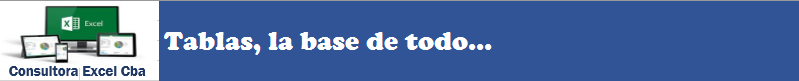 Excel
Consultora Excel Cba
Tablas, la base de todo...